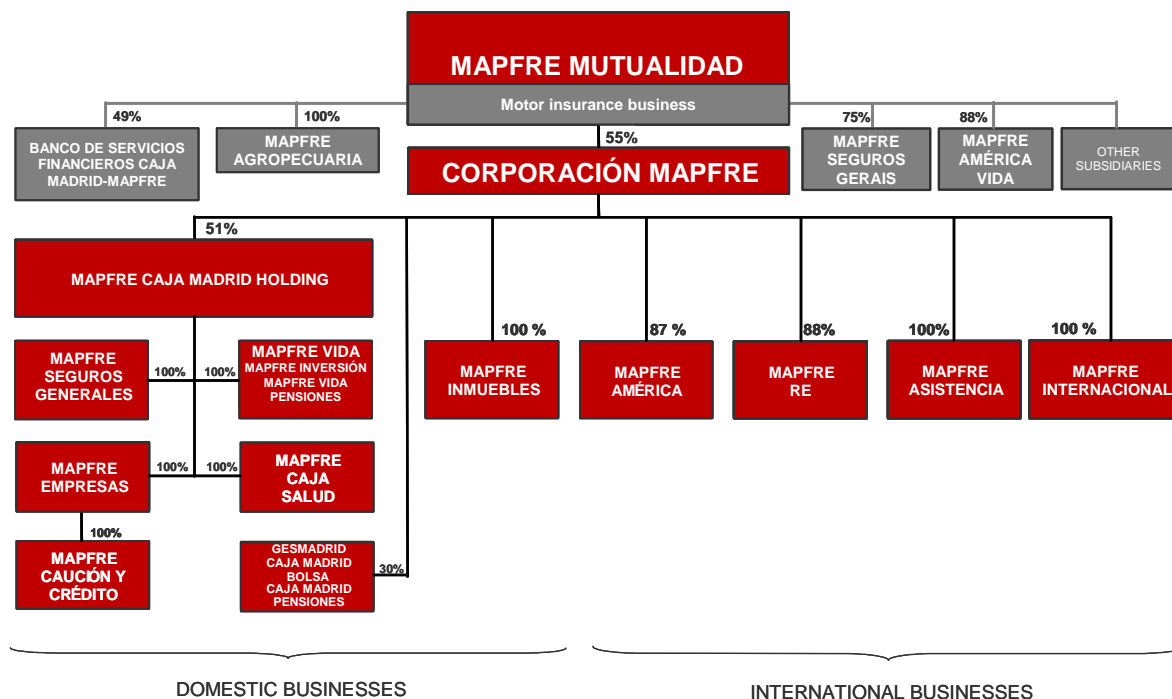 MAPFRE MUTUALIDAD
Motor insurance business
49%
100%
55%
75%
88%
BANCO DE SERVICIOS
FINANCIEROS CAJA
MADRID-MAPFRE
MAPFRE
AGROPECUARIA
CORPORACIÓN MAPFRE
MAPFRE
SEGUROS
GERAIS
MAPFRE
AMÉRICA
VIDA
OTHER
SUBSIDIARIES
51%
MAPFRE CAJA MADRID HOLDING
100 %
87 %
88%
100%
100 %
MAPFRE
SEGUROS
GENERALES
100%
100%
MAPFRE VIDA
MAPFRE INVERSIÓN
MAPFRE VIDA
PENSIONES
MAPFRE
INMUEBLES
MAPFRE
AMÉRICA
MAPFRE
RE
MAPFRE
ASISTENCIA
MAPFRE
INTERNACIONAL
MAPFRE
EMPRESAS
100%
100%
MAPFRE
CAJA
SALUD
100%
MAPFRE
CAUCIÓN Y
CRÉDITO
GESMADRID
CAJA MADRID
BOLSA
CAJA MADRID
PENSIONES
30%
DOMESTIC BUSINESSES
INTERNATIONAL BUSINESSES